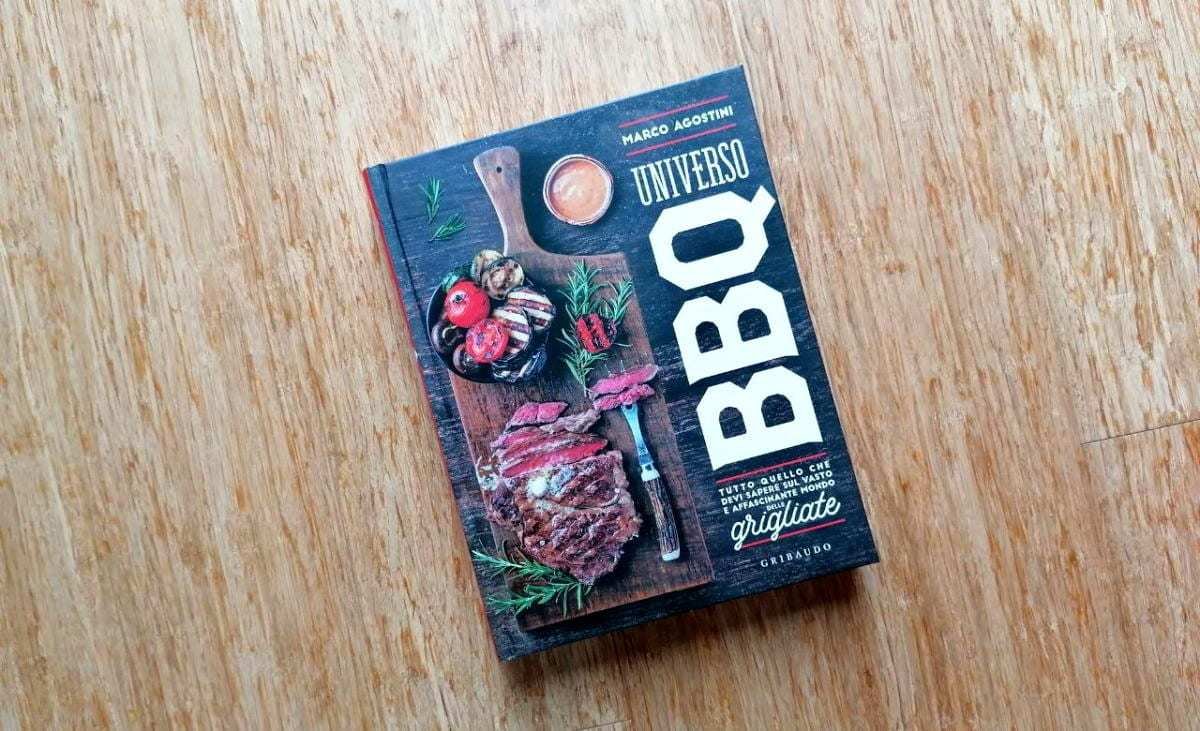 MARCO AGOSTINI
UNIVERSO
BBQ
TUTTO QUELLO CHE
DEVI SAPERE SUL VASTO
E AFFASCINANTE MONDO
DELLE
grigliate
GRIBAUDO